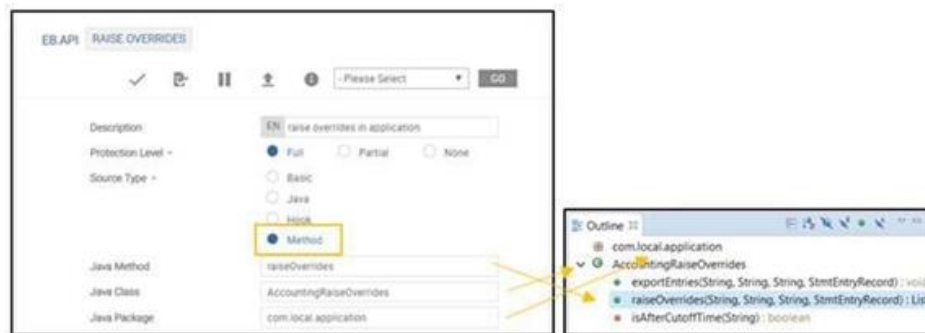 EB.API RAISE OVERRIDES
- Please Select GO
Description EN raise overrides in application
Protection Level Full Partial None
Source Type Basic
Java
Hook
Method
Java Method raiseOverrides
Java Class AccountingRaiseOverrides
Java Package com.local.application
Outline
com.local.application
AccountingRaiseOverrides
exportEntries(String, String, String, StmtEntryRecord) : void
raiseOverrides(String, String, String, StmtEntryRecord) : List
isAfterCutoffTime(String) : boolean